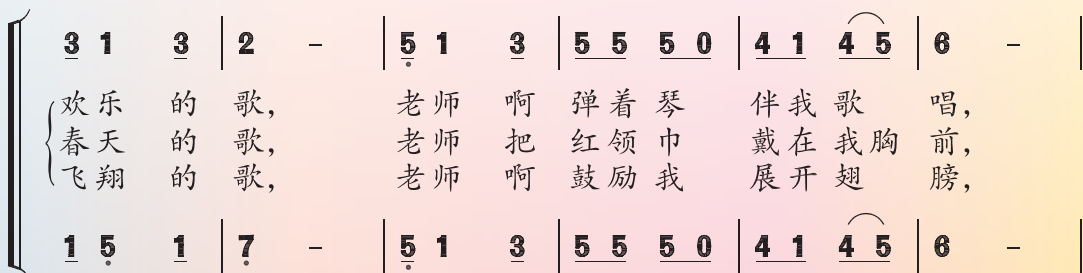 3 1 3 | 2 – | 5 1 3 | 5 5 5 0 | 4 1 4 5 | 6 – |
欢乐 的 歌， 老师 啊 弹着 琴 伴我 歌 唱，
春天 的 歌， 老师 把 红领 巾 戴在 我胸 前，
飞翔 的 歌， 老师 啊 鼓励 我 展开 翅 膀，
1 5 1 | 7 – | 5 1 3 | 5 5 5 0 | 4 1 4 5 | 6 – |